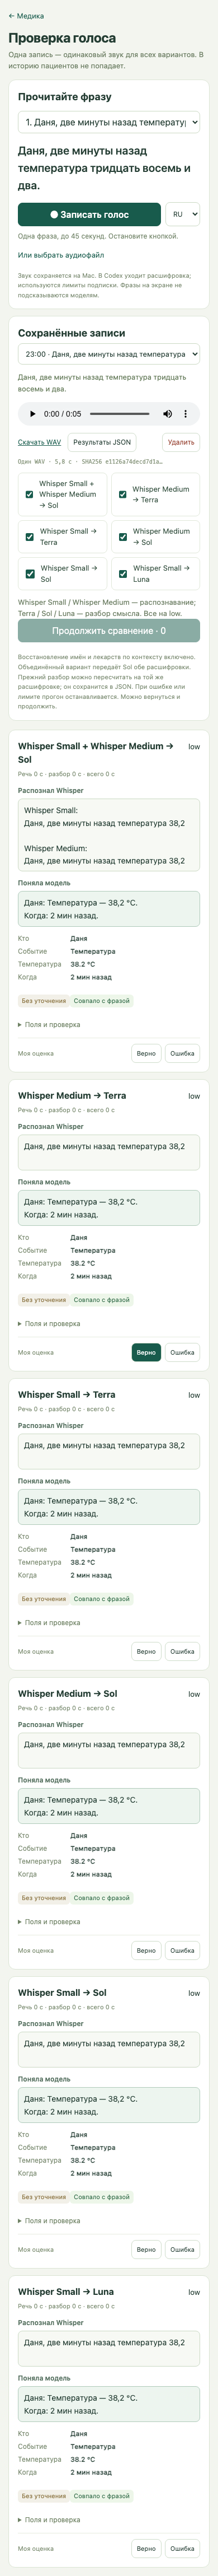 ← Медика
Проверка голоса
Одна запись — одинаковый звук для всех вариантов. В
историю пациентов не попадает.
Прочитайте фразу
1. Даня, две минуты назад температу
Даня, две минуты назад
температура тридцать восемь и
два.
Записать голос
RU
Одна фраза, до 45 секунд. Остановите кнопкой.
Или выбрать аудиофайл
Звук сохраняется на Mac. В Codex уходит расшифровка;
используются лимиты подписки. Фразы на экране не
подсказываются моделям.
Сохранённые записи
23:00 · Даня, две минуты назад температ
Даня, две минуты назад температура тридцать
восемь и два.
0:00 / 0:05
Скачать WAV
Результаты JSON
Удалить
Один WAV · 5,8 с · SHA256 e1126a74decd7d1a…
Whisper Small +
Whisper Medium
→ Sol
Whisper Medium
→ Terra
Whisper Small →
Terra
Whisper Medium
→ Sol
Whisper Small →
Sol
Whisper Small →
Luna
Whisper Small / Whisper Medium — распознавание;
Terra / Sol / Luna — разбор смысла. Все на low.
Продолжить сравнение · 0
Восстановление имён и лекарств по контексту включено.
Объединённый вариант передаёт Sol обе расшифровки.
Прежний разбор можно пересчитать на той же
расшифровке; он сохранится в JSON. При ошибке или
лимите прогон останавливается. Можно вернуться и
продолжить.
Whisper Small + Whisper Medium →
Sol
low
Речь 0 с · разбор 0 с · всего 0 с
Распознал Whisper
Whisper Small:
Даня, две минуты назад температура 38,2
Whisper Medium:
Даня, две минуты назад температура 38,2
Поняла модель
Даня: Температура — 38,2 °C.
Когда: 2 мин назад.
Кто Даня
Событие Температура
Температура 38.2 °C
Когда 2 мин назад
Без уточнения Совпало с фразой
▸ Поля и проверка
Моя оценка Верно Ошибка
Whisper Medium → Terra low
Речь 0 с · разбор 0 с · всего 0 с
Распознал Whisper
Даня, две минуты назад температура 38,2
Поняла модель
Даня: Температура — 38,2 °C.
Когда: 2 мин назад.
Кто Даня
Событие Температура
Температура 38.2 °C
Когда 2 мин назад
Без уточнения Совпало с фразой
▸ Поля и проверка
Моя оценка Верно Ошибка
Whisper Small → Terra low
Речь 0 с · разбор 0 с · всего 0 с
Распознал Whisper
Даня, две минуты назад температура 38,2
Поняла модель
Даня: Температура — 38,2 °C.
Когда: 2 мин назад.
Кто Даня
Событие Температура
Температура 38.2 °C
Когда 2 мин назад
Без уточнения Совпало с фразой
▸ Поля и проверка
Моя оценка Верно Ошибка
Whisper Medium → Sol low
Речь 0 с · разбор 0 с · всего 0 с
Распознал Whisper
Даня, две минуты назад температура 38,2
Поняла модель
Даня: Температура — 38,2 °C.
Когда: 2 мин назад.
Кто Даня
Событие Температура
Температура 38.2 °C
Когда 2 мин назад
Без уточнения Совпало с фразой
▸ Поля и проверка
Моя оценка Верно Ошибка
Whisper Small → Sol low
Речь 0 с · разбор 0 с · всего 0 с
Распознал Whisper
Даня, две минуты назад температура 38,2
Поняла модель
Даня: Температура — 38,2 °C.
Когда: 2 мин назад.
Кто Даня
Событие Температура
Температура 38.2 °C
Когда 2 мин назад
Без уточнения Совпало с фразой
▸ Поля и проверка
Моя оценка Верно Ошибка
Whisper Small → Luna low
Речь 0 с · разбор 0 с · всего 0 с
Распознал Whisper
Даня, две минуты назад температура 38,2
Поняла модель
Даня: Температура — 38,2 °C.
Когда: 2 мин назад.
Кто Даня
Событие Температура
Температура 38.2 °C
Когда 2 мин назад
Без уточнения Совпало с фразой
▸ Поля и проверка
Моя оценка Верно Ошибка